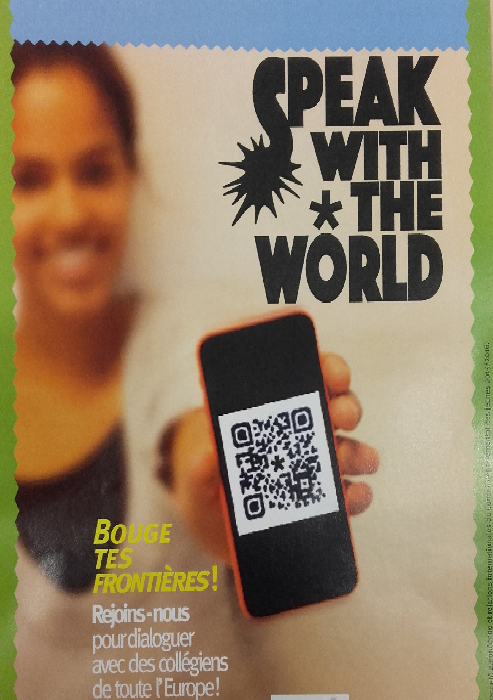 SPEAK
WITH
* THE
WORLD
BOUGE
TES
FRONTIÈRES!
Rejoins-nous
pour dialoguer
avec des collégiens
de toute l'Europe!